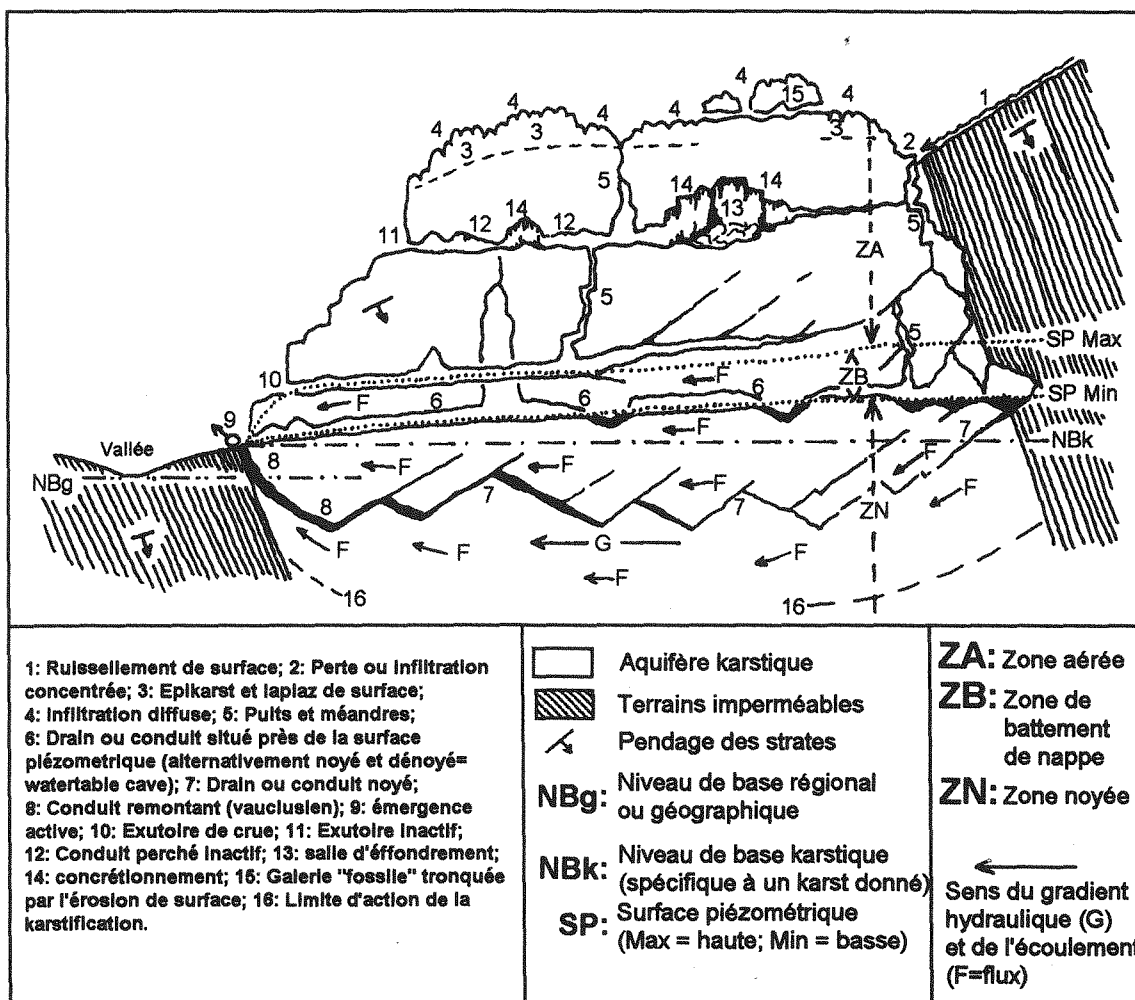 4
4
15
4
1
4
4
4
4
3
3
3
2
5
14
14
13
5
12
14
12
11
ZA
5
SP Max
5
10
F
ZB
F
6
6
6
SP Min
9
7
NBk
Vallée
8
F
F
F
F
NBg
7
F
F
8
7
ZN
F
F
G
F
F
16
16
1: Ruissellement de surface; 2: Perte ou Infiltration
concentrée; 3: Epikarst et lapiaz de surface;
4: Infiltration diffuse; 5: Puits et méandres;
6: Drain ou conduit situé près de la surface
piézometrique (alternativement noyé et dénoyé=
watertable cave); 7: Drain ou conduit noyé;
8: Conduit remontant (vauclusien); 9: émergence
active; 10: Exutoire de crue; 11: Exutoire inactif;
12: Conduit perché inactif; 13: salle d'éffondrement;
14: concrétionnement; 15: Galerie "fossile" tronquée
par l'érosion de surface; 16: Limite d'action de la
karstification.
Aquifère karstique
Terrains imperméables
Pendage des strates
NBg: Niveau de base régional
ou géographique
NBk: Niveau de base karstique
(spécifique à un karst donné)
SP: Surface piézométrique
(Max = haute; Min = basse)
ZA: Zone aérée
ZB: Zone de
battement
de nappe
ZN: Zone noyée
Sens du gradient
hydraulique (G)
et de l'écoulement
(F=flux)